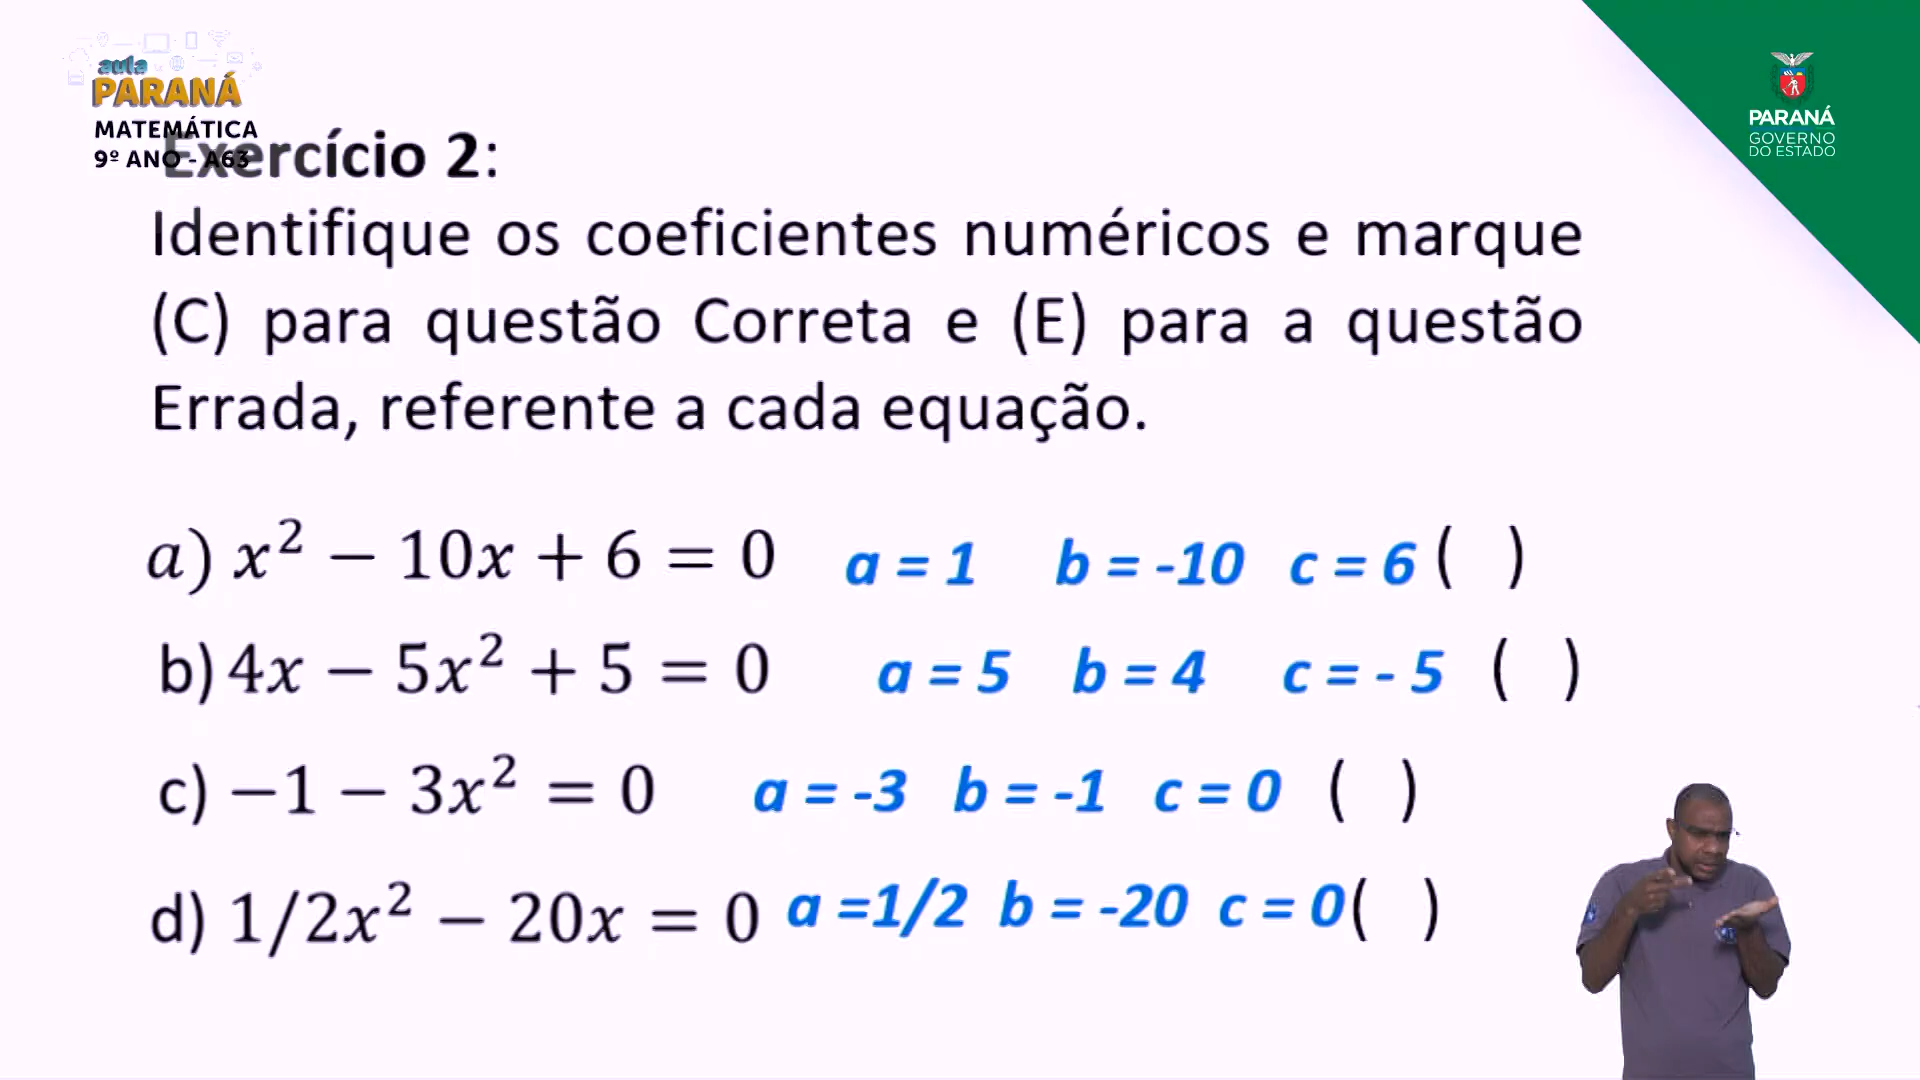 aula
PARANÁ
MATEMÁTICA
9º ANO - A63
PARANÁ
GOVERNO
DO ESTADO
Exercício 2:
Identifique os coeficientes numéricos e marque
(C) para questão Correta e (E) para a questão
Errada, referente a cada equação.
a) x² − 10x + 6 = 0 a = 1 b = -10 c = 6 ( )
b) 4x − 5x² + 5 = 0 a = 5 b = 4 c = - 5 ( )
c) −1 − 3x² = 0 a = -3 b = -1 c = 0 ( )
d) 1/2x² − 20x = 0 a =1/2 b = -20 c = 0 ( )